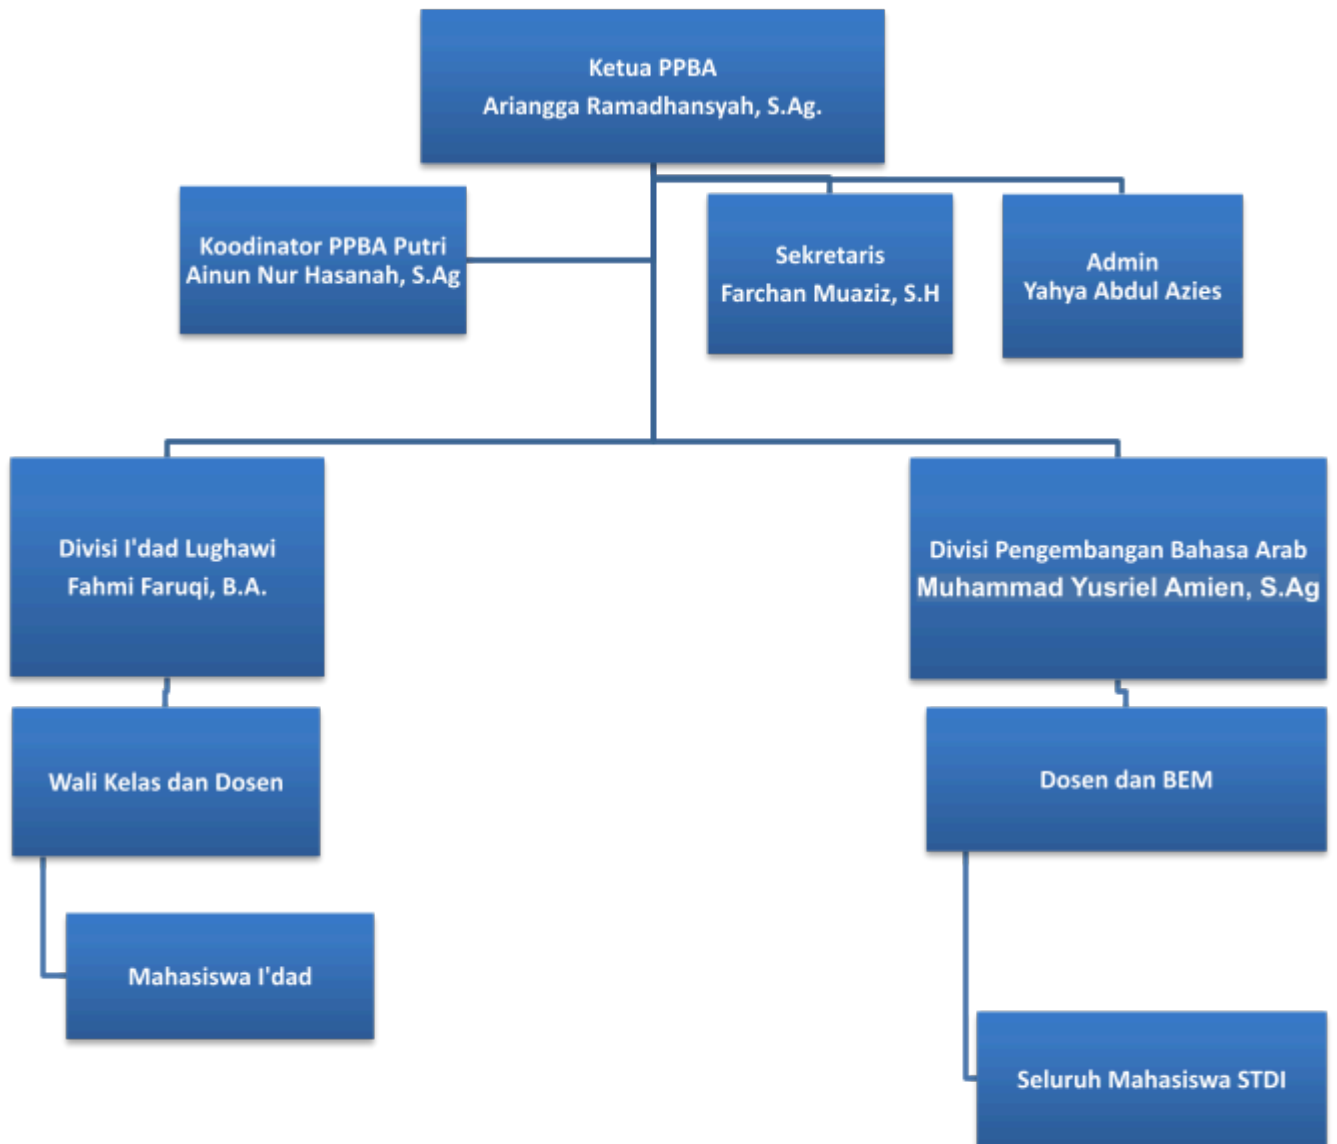 Ketua PPBA
Ariangga Ramadhansyah, S.Ag.
Koodinator PPBA Putri
Ainun Nur Hasanah, S.Ag
Sekretaris
Farchan Muaziz, S.H
Admin
Yahya Abdul Azies
Divisi I'dad Lughawi
Fahmi Faruqi, B.A.
Divisi Pengembangan Bahasa Arab
Muhammad Yusriel Amien, S.Ag
Wali Kelas dan Dosen
Dosen dan BEM
Mahasiswa I'dad
Seluruh Mahasiswa STDI